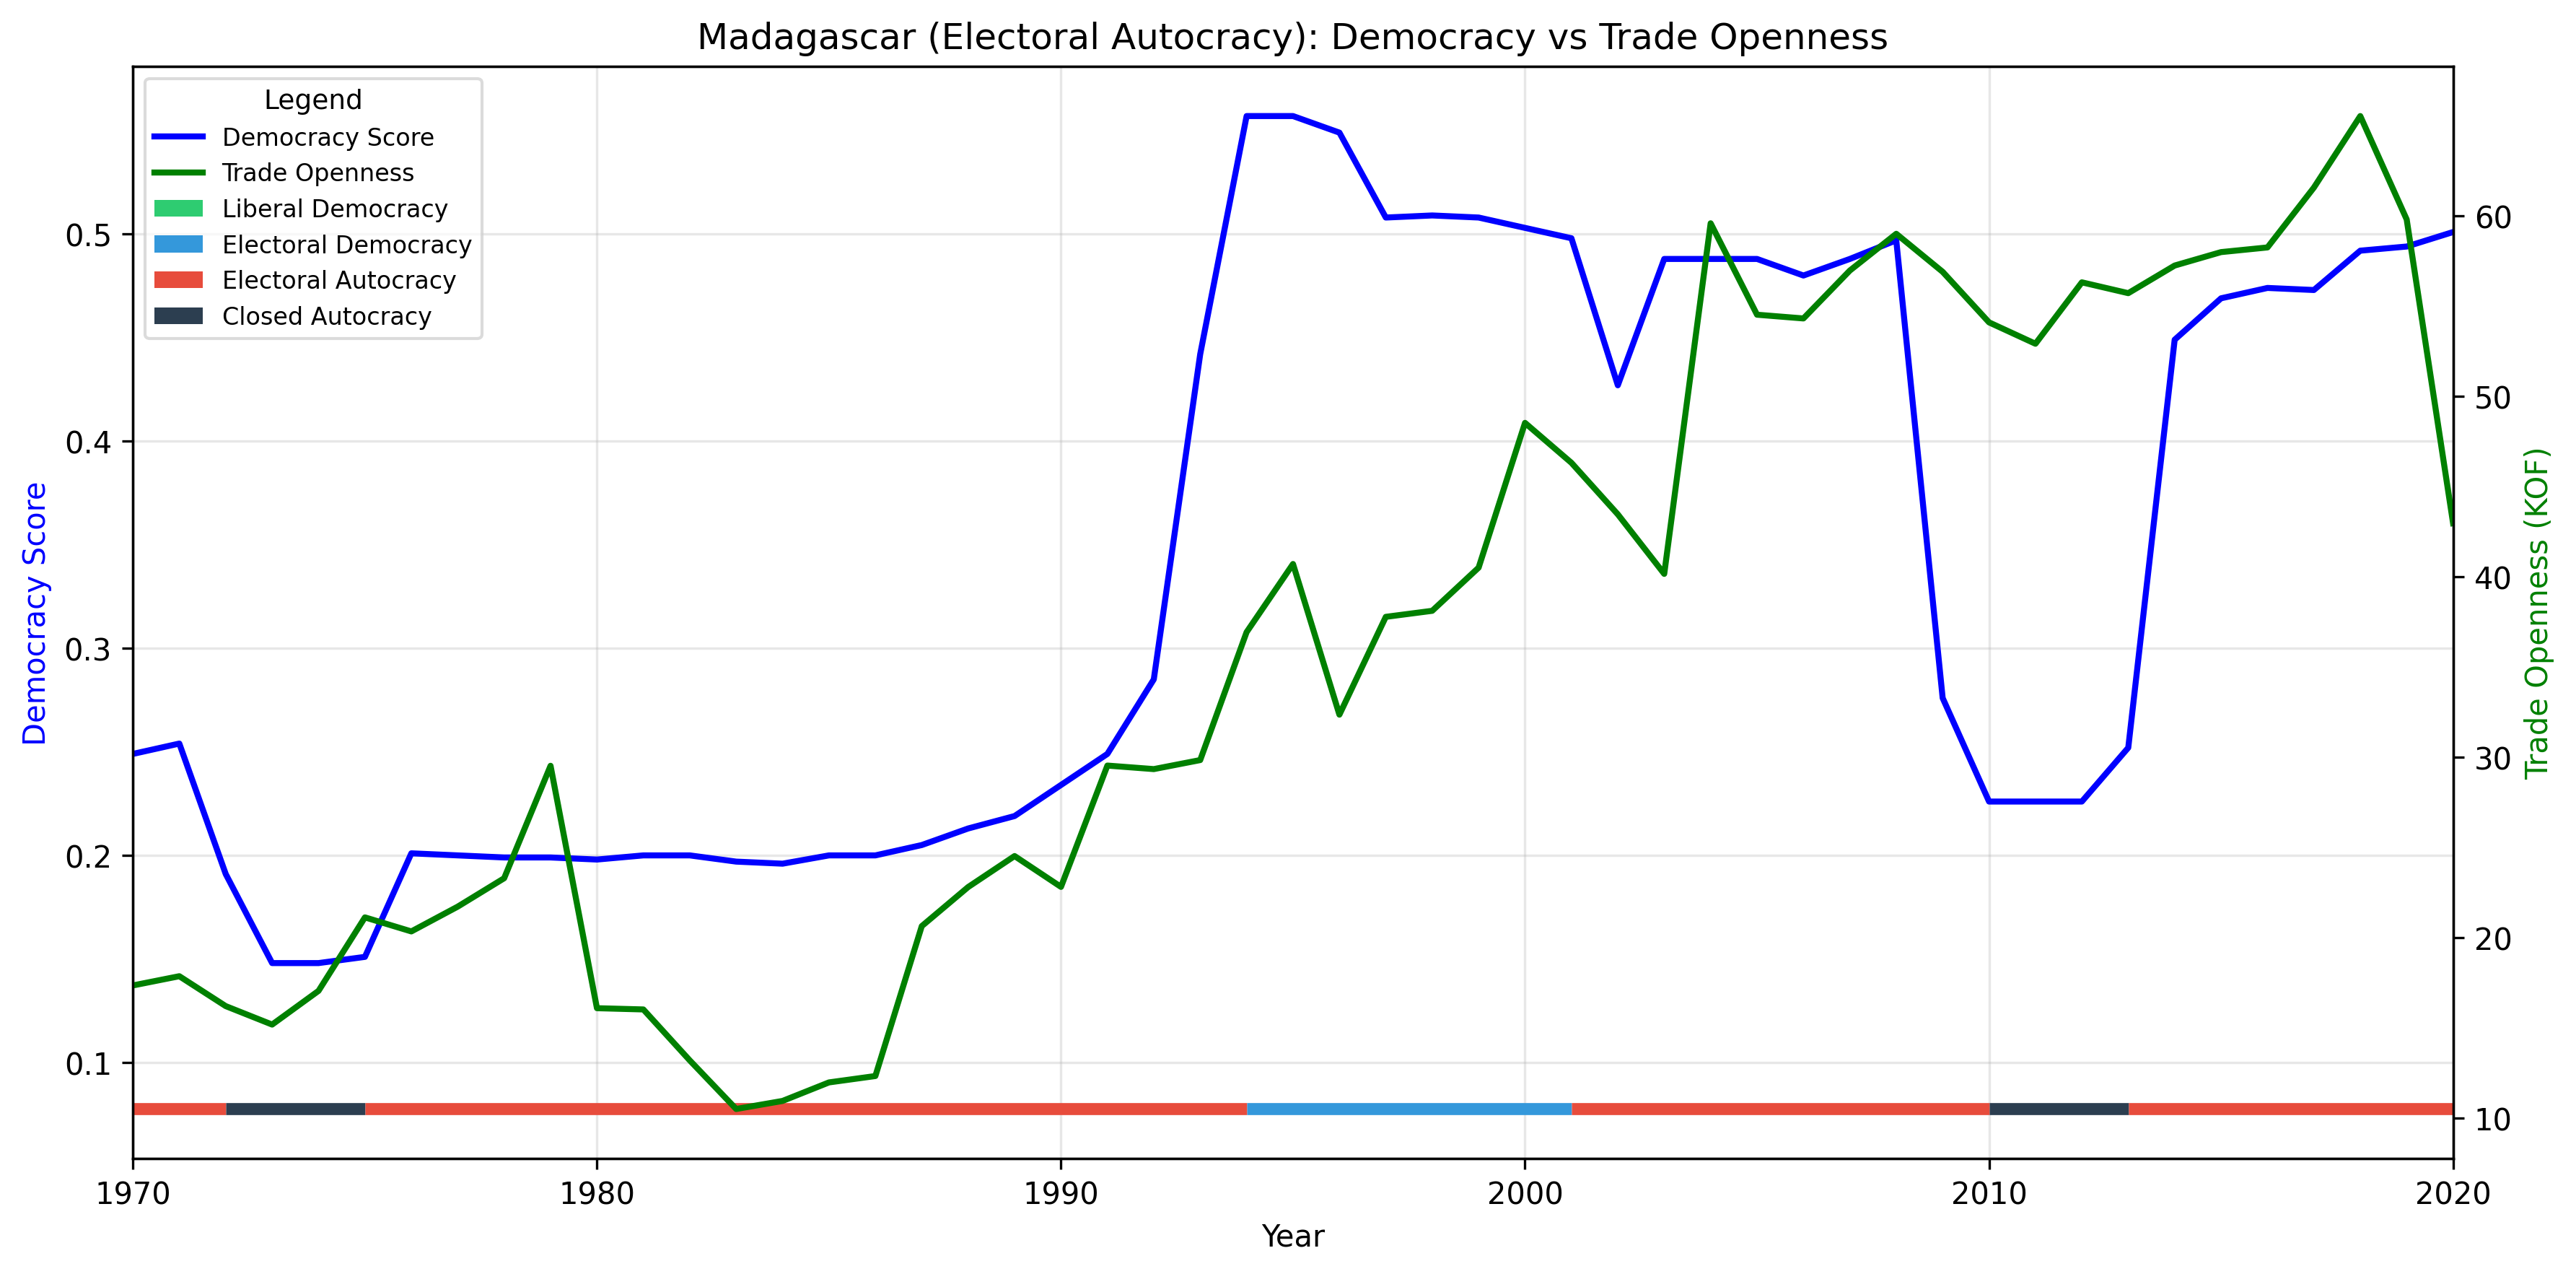 Madagascar (Electoral Autocracy): Democracy vs Trade Openness
Legend
Democracy Score
Trade Openness
Liberal Democracy
Electoral Democracy
Electoral Autocracy
Closed Autocracy
Democracy Score
0.5
0.4
0.3
0.2
0.1
Trade Openness (KOF)
60
50
40
30
20
10
1970
1980
1990
2000
2010
2020
Year